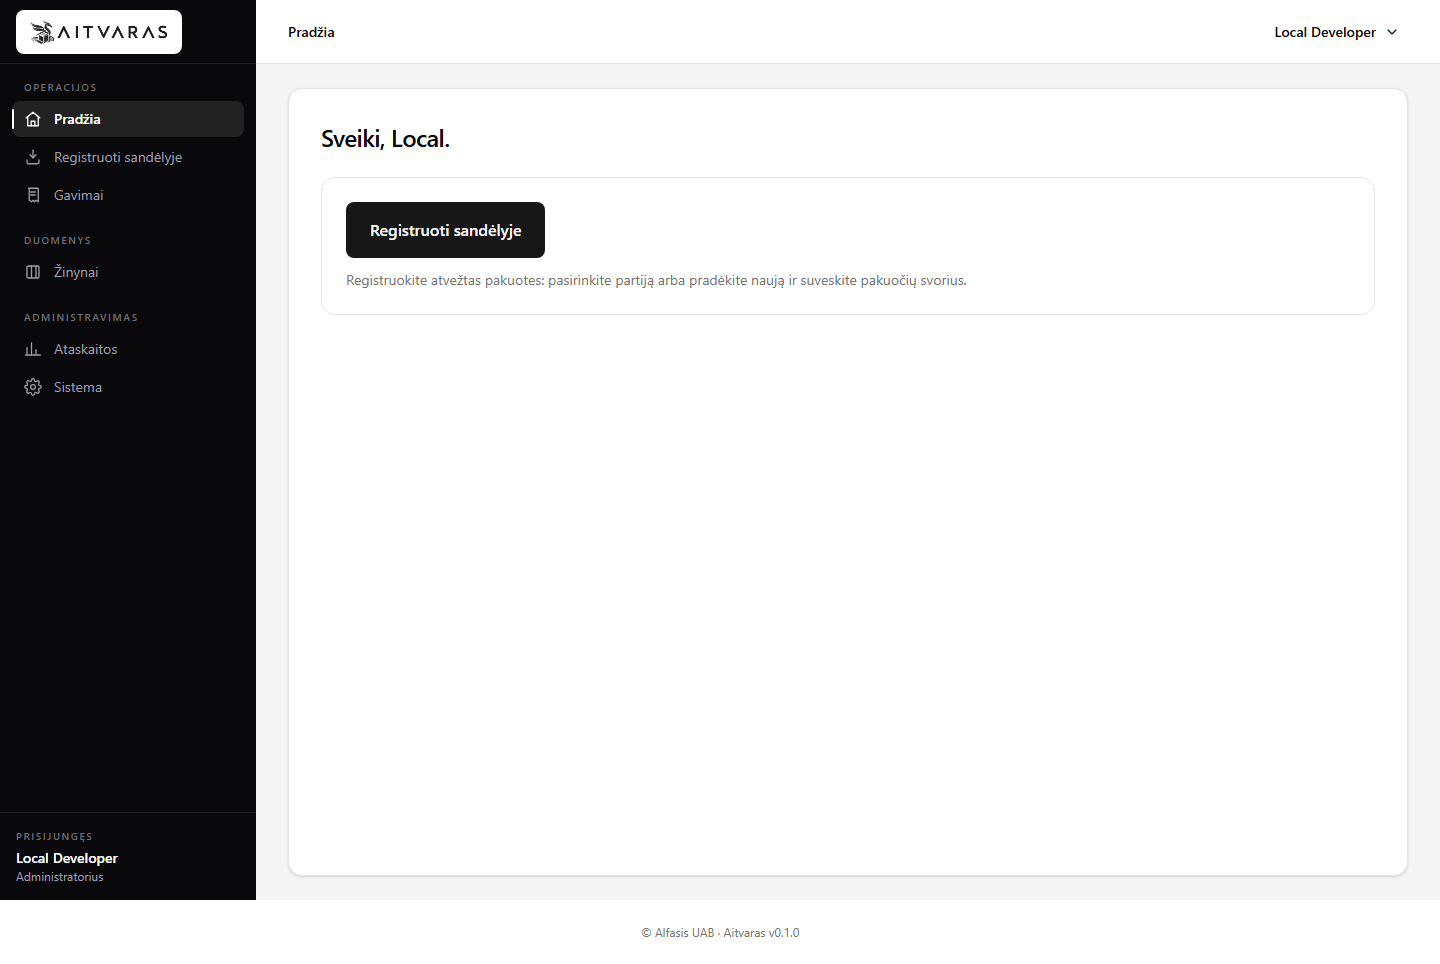 AITVARAS
OPERACIJOS
Pradžia
Registruoti sandėlyje
Gavimai
DUOMENYS
Žinynai
ADMINISTRAVIMAS
Ataskaitos
Sistema
PRISIJUNGĘS
Local Developer
Administratorius
Pradžia
Local Developer
Sveiki, Local.
Registruoti sandėlyje
Registruokite atvežtas pakuotes: pasirinkite partiją arba pradėkite naują ir suveskite pakuočių svorius.
© Alfasis UAB · Aitvaras v0.1.0